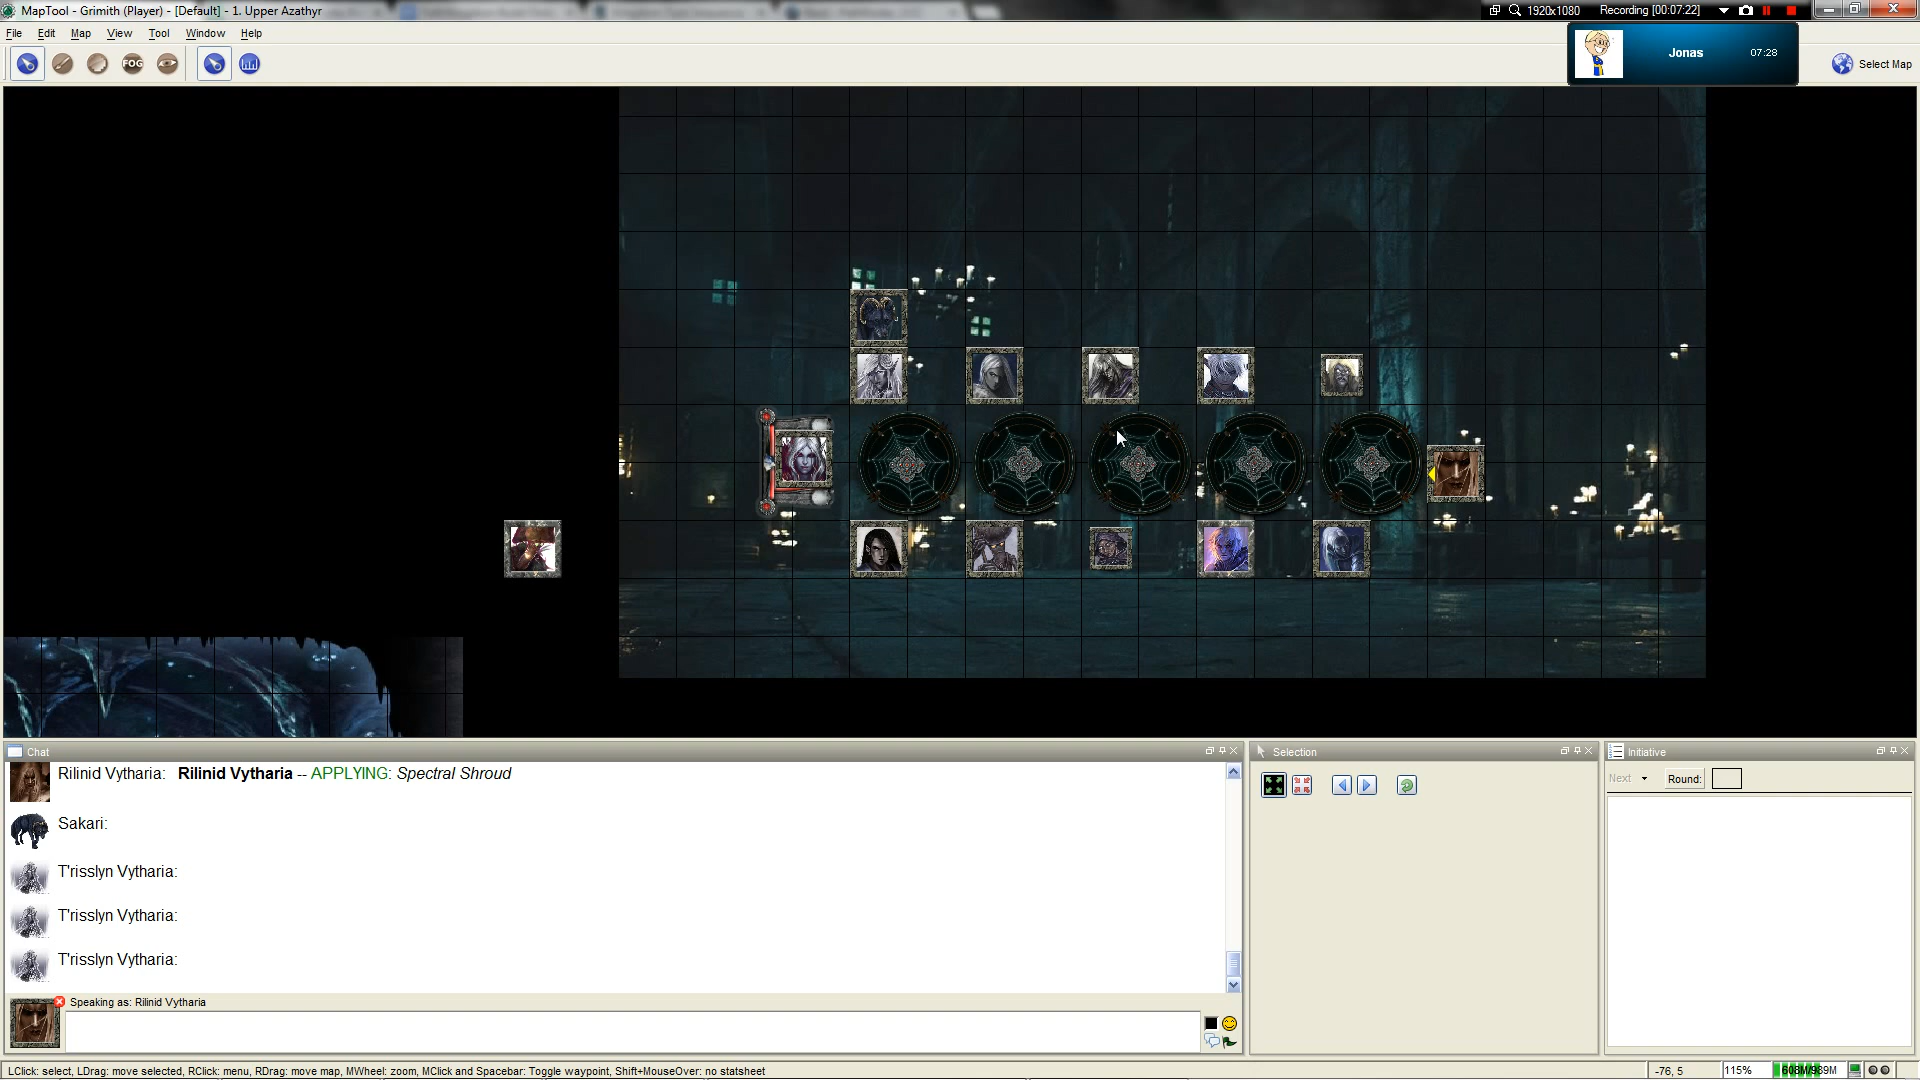 MapTool - Grimith (Player) - [Default] - 1. Upper Azathyr
1920x1080
Recording [00:07:22]
File Edit Map View Tool Window Help
FOG
Jonas
07:28
Select Map
Chat
Rilinid Vytharia: Rilinid Vytharia -- APPLYING: Spectral Shroud
Sakari:
T'risslyn Vytharia:
T'risslyn Vytharia:
T'risslyn Vytharia:
Speaking as: Rilinid Vytharia
Selection
Initiative
Next
Round:
LClick: select, LDrag: move selected, RClick: menu, RDrag: move map, MWheel: zoom, MClick and Spacebar: Toggle waypoint, Shift+MouseOver: no statsheet
-76, 5
115%
608M/989M